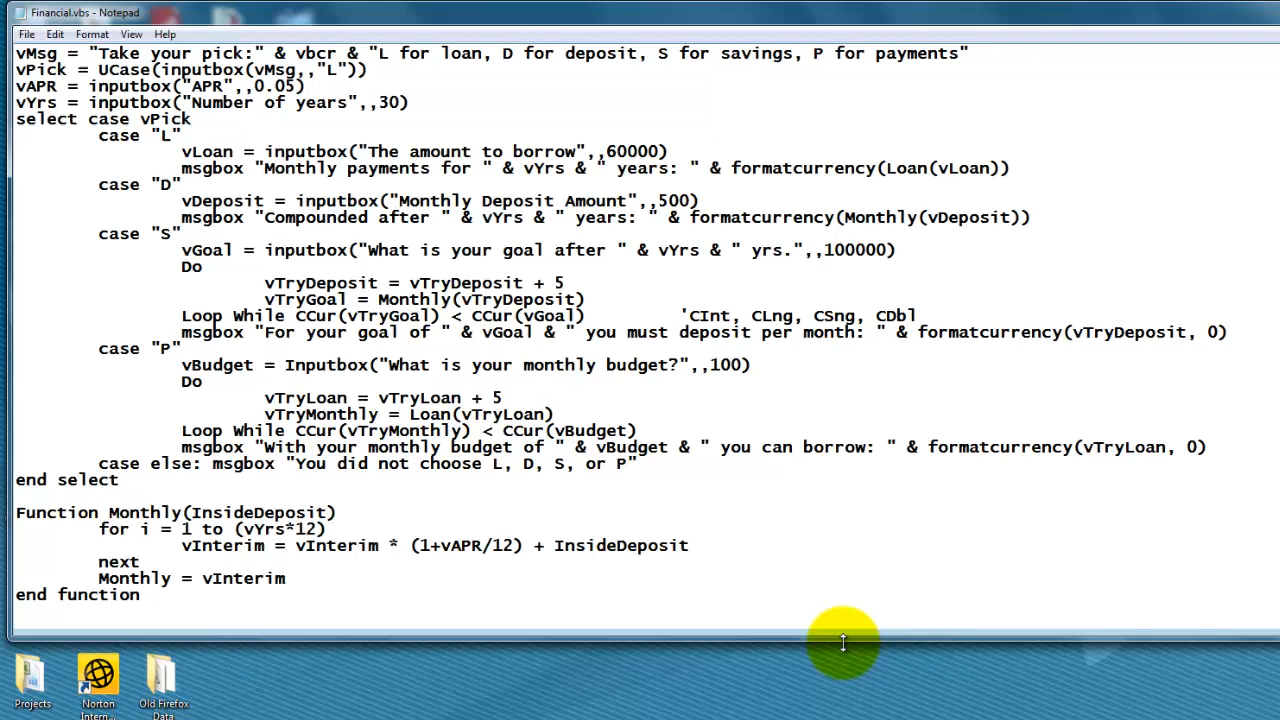 Financial.vbs - Notepad
File Edit Format View Help
vMsg = "Take your pick:" & vbcr & "L for loan, D for deposit, S for savings, P for payments"
vPick = UCase(inputbox(vMsg,,"L"))
vAPR = inputbox("APR",,0.05)
vYrs = inputbox("Number of years",,30)
select case vPick
case "L"
vLoan = inputbox("The amount to borrow",,60000)
msgbox "Monthly payments for " & vYrs & " years: " & formatcurrency(Loan(vLoan))
case "D"
vDeposit = inputbox("Monthly Deposit Amount",,500)
msgbox "Compounded after " & vYrs & " years: " & formatcurrency(Monthly(vDeposit))
case "S"
vGoal = inputbox("What is your goal after " & vYrs & " yrs.",,100000)
Do
vTryDeposit = vTryDeposit + 5
vTryGoal = Monthly(vTryDeposit)
Loop While CCur(vTryGoal) < CCur(vGoal) 'CInt, CLng, CSng, CDbl
msgbox "For your goal of " & vGoal & " you must deposit per month: " & formatcurrency(vTryDeposit, 0)
case "P"
vBudget = Inputbox("What is your monthly budget?",,100)
Do
vTryLoan = vTryLoan + 5
vTryMonthly = Loan(vTryLoan)
Loop While CCur(vTryMonthly) < CCur(vBudget)
msgbox "With your monthly budget of " & vBudget & " you can borrow: " & formatcurrency(vTryLoan, 0)
case else: msgbox "You did not choose L, D, S, or P"
end select
Function Monthly(InsideDeposit)
for i = 1 to (vYrs*12)
vInterim = vInterim * (1+vAPR/12) + InsideDeposit
next
Monthly = vInterim
end function
Projects
Norton Intern...
Old Firefox Data